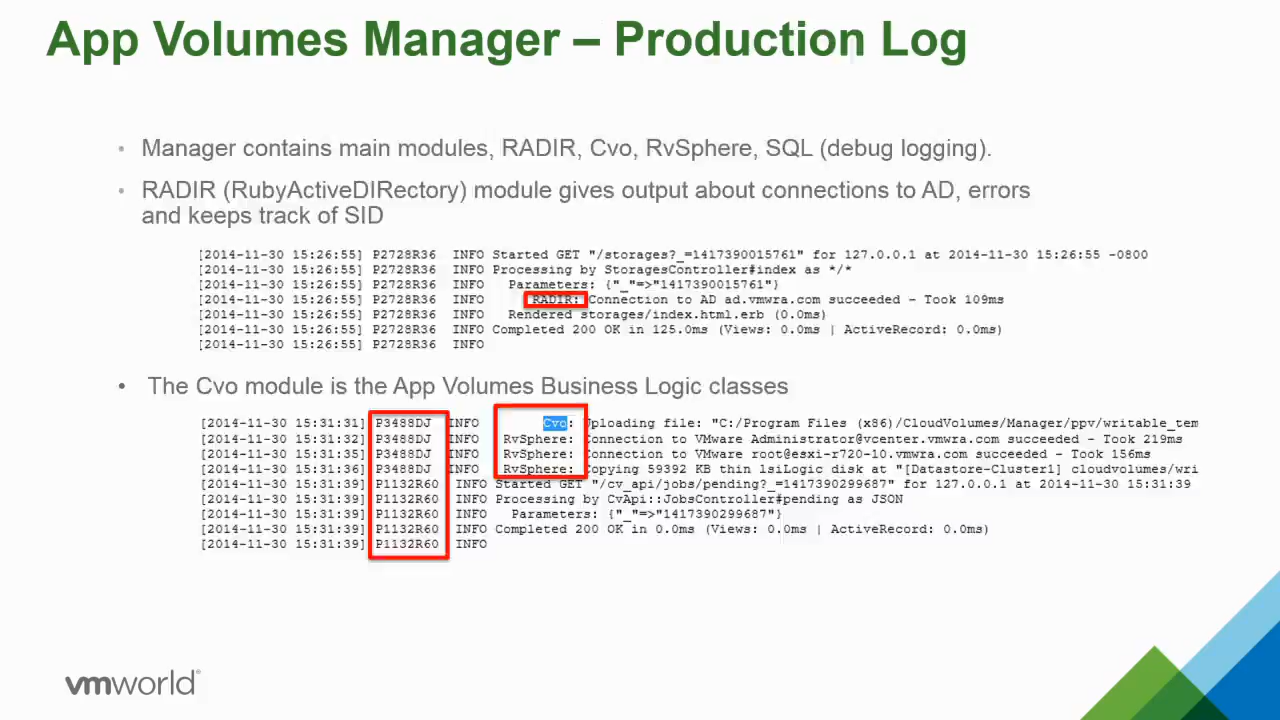 App Volumes Manager – Production Log
• Manager contains main modules, RADIR, Cvo, RvSphere, SQL (debug logging).
• RADIR (RubyActiveDIRectory) module gives output about connections to AD, errors
and keeps track of SID
[2014-11-30 15:26:55] P2728R36 INFO Started GET "/storages?_=1417390015761" for 127.0.0.1 at 2014-11-30 15:26:55 -0800
[2014-11-30 15:26:55] P2728R36 INFO Processing by StoragesController#index as */*
[2014-11-30 15:26:55] P2728R36 INFO Parameters: {"_"=>"1417390015761"}
[2014-11-30 15:26:55] P2728R36 INFO RADIR: Connection to AD ad.vmwra.com succeeded - Took 109ms
[2014-11-30 15:26:55] P2728R36 INFO Rendered storages/index.html.erb (0.0ms)
[2014-11-30 15:26:55] P2728R36 INFO Completed 200 OK in 125.0ms (Views: 0.0ms | ActiveRecord: 0.0ms)
[2014-11-30 15:26:55] P2728R36 INFO
• The Cvo module is the App Volumes Business Logic classes
[2014-11-30 15:31:31] P3488DJ INFO Cvo: Uploading file: "C:/Program Files (x86)/CloudVolumes/Manager/ppv/writable_tem
[2014-11-30 15:31:32] P3488DJ INFO RvSphere: Connection to VMware Administrator@vcenter.vmwra.com succeeded - Took 219ms
[2014-11-30 15:31:35] P3488DJ INFO RvSphere: Connection to VMware root@esxi-r720-10.vmwra.com succeeded - Took 156ms
[2014-11-30 15:31:36] P3488DJ INFO RvSphere: Copying 59392 KB thin lsiLogic disk at "[Datastore-Cluster1] cloudvolumes/wri
[2014-11-30 15:31:39] P1132R60 INFO Started GET "/cv_api/jobs/pending?_=1417390299687" for 127.0.0.1 at 2014-11-30 15:31:39
[2014-11-30 15:31:39] P1132R60 INFO Processing by CvApi::JobsController#pending as JSON
[2014-11-30 15:31:39] P1132R60 INFO Parameters: {"_"=>"1417390299687"}
[2014-11-30 15:31:39] P1132R60 INFO Completed 200 OK in 0.0ms (Views: 0.0ms | ActiveRecord: 0.0ms)
[2014-11-30 15:31:39] P1132R60 INFO
vmworld®